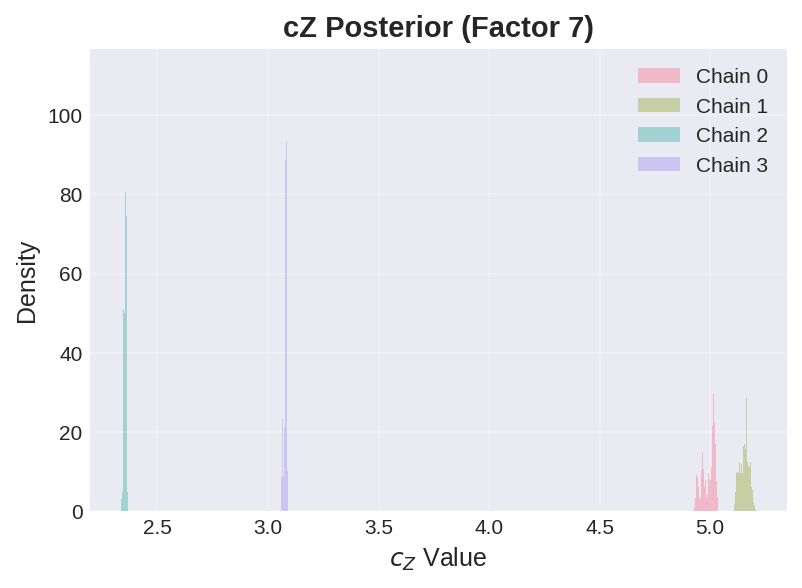 cZ Posterior (Factor 7)
Chain 0
Chain 1
Chain 2
Chain 3
100
80
60
40
20
0
Density
2.5 3.0 3.5 4.0 4.5 5.0
c_Z Value